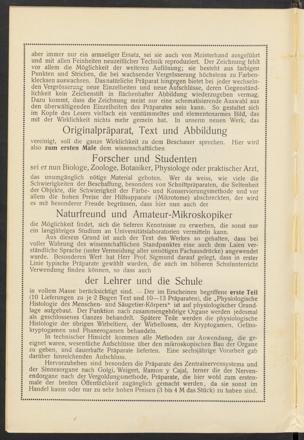 aber immer nur ein armseliger Ersatz, sei sie auch von Meisterhand ausgeführt
und mit allen Feinheiten neuzeitlicher Technik reproduziert. Der Zeichnung fehlt
vor allem die Möglichkeit der weiteren Auflösung; sie besteht aus farbigen
Punkten und Strichen, die bei wachsender Vergrösserung höchstens zu Farben-
klecksen auswachsen. Das natürliche Präparat hingegen bietet bei jeder wechseln-
den Vergrösserung neue Einzelheiten und neue Aufschlüsse, deren Gegenständ-
lichkeit kein Zeichenstift in flächenhafter Abbildung wiederzugeben vermag.
Dazu kommt, dass die Zeichnung meist nur eine schematisierende Auswahl aus
den überwältigenden Einzelheiten des Präparates sein kann. So gestaltet sich
im Kopfe des Lesers vielfach ein verstümmeltes und elementarstes Bild, das
mit der Wirklichkeit nichts mehr gemein hat. In unserem neuen Werk, das
Originalpräparat, Text und Abbildung
vereinigt, soll die ganze Wirklichkeit zu dem Beschauer sprechen. Hier wird
also zum ersten Male dem wissenschaftlichen
Forscher und Studenten
sei er nun Biologe, Zoologe, Botaniker, Physiologe oder praktischer Arzt,
das unumgänglich nötige Material geboten. Wer da weiss, wie viele die
Schwierigkeiten der Beschaffung, besonders von Schnittpräparaten, die Seltenheit
der Objekte, die Schwierigkeit der Farbe- und Konservierungsmethode und vor
allem die hohen Preise der Hilfsapparate (Mikrotome) abschreckten, der wird
es mit besonderer Freude begrüssen, dass hier nun auch der
Naturfreund und Amateur-Mikroskopiker
die Möglichkeit findet, sich die tieferen Kenntnisse zu erwerben, die sonst nur
ein langjähriges Studium an Universitätslaboratorien vermitteln kann.
Aus diesem Grund ist auch der Text des Werkes so gehalten, dass bei
voller Wahrung des wissenschaftlichen Standpunktes eine auch dem Laien ver-
ständliche Sprache (unter Vermeidung aller unnötigen Fachausdrücke) angewendet
wurde. Besonderen Wert hat Herr Prof. Sigmund darauf gelegt, dass in erster
Linie typische Präparate gewählt wurden, die auch im höheren Schulunterricht
Verwendung finden können, so dass auch
der Lehrer und die Schule
in vollem Masse berücksichtigt sind. — Der im Erscheinen begriffene erste Teil
(10 Lieferungen zu je 2 Bogen Text und 10—13 Präparaten), die „Physiologische
Histologie des Menschen- und Säugetier-Körpers“ ist auf physiologischer Grund-
lage aufgebaut. Der Funktion nach zusammengehörige Organe werden jedesmal
als geschlossenes Ganzes behandelt. Spätere Teile werden die physiologische
Histologie der übrigen Wirbeltiere, der Wirbellosen, der Kryptogamen, Gefäss-
kryptogamen und Phanerogamen behandeln.
In technischer Hinsicht kommen alle Methoden zur Anwendung, die ge-
eignet waren, wesentliche Aufschlüsse über den mikroskopischen Bau der Organe
zu geben, und dauerhafte Präparate lieferten. Eine sechsjährige Vorarbeit gab
darüber hinreichenden Aufschluss.
Hervorzuheben sind besonders die Präparate des Zentralnervensystems und
der Sinnesorgane nach Golgi, Weigert, Ramon y Cajal, ferner die der Nerven-
endorgane nach der Vergoldungsmethode, Präparate, die hier wohl zum ersten-
male der breiten Öffentlichkeit zugänglich gemacht werden, da sie sonst im
Handel kaum oder nur zu sehr hohen Preisen (3 bis 4 M das Stück) zu haben sind.